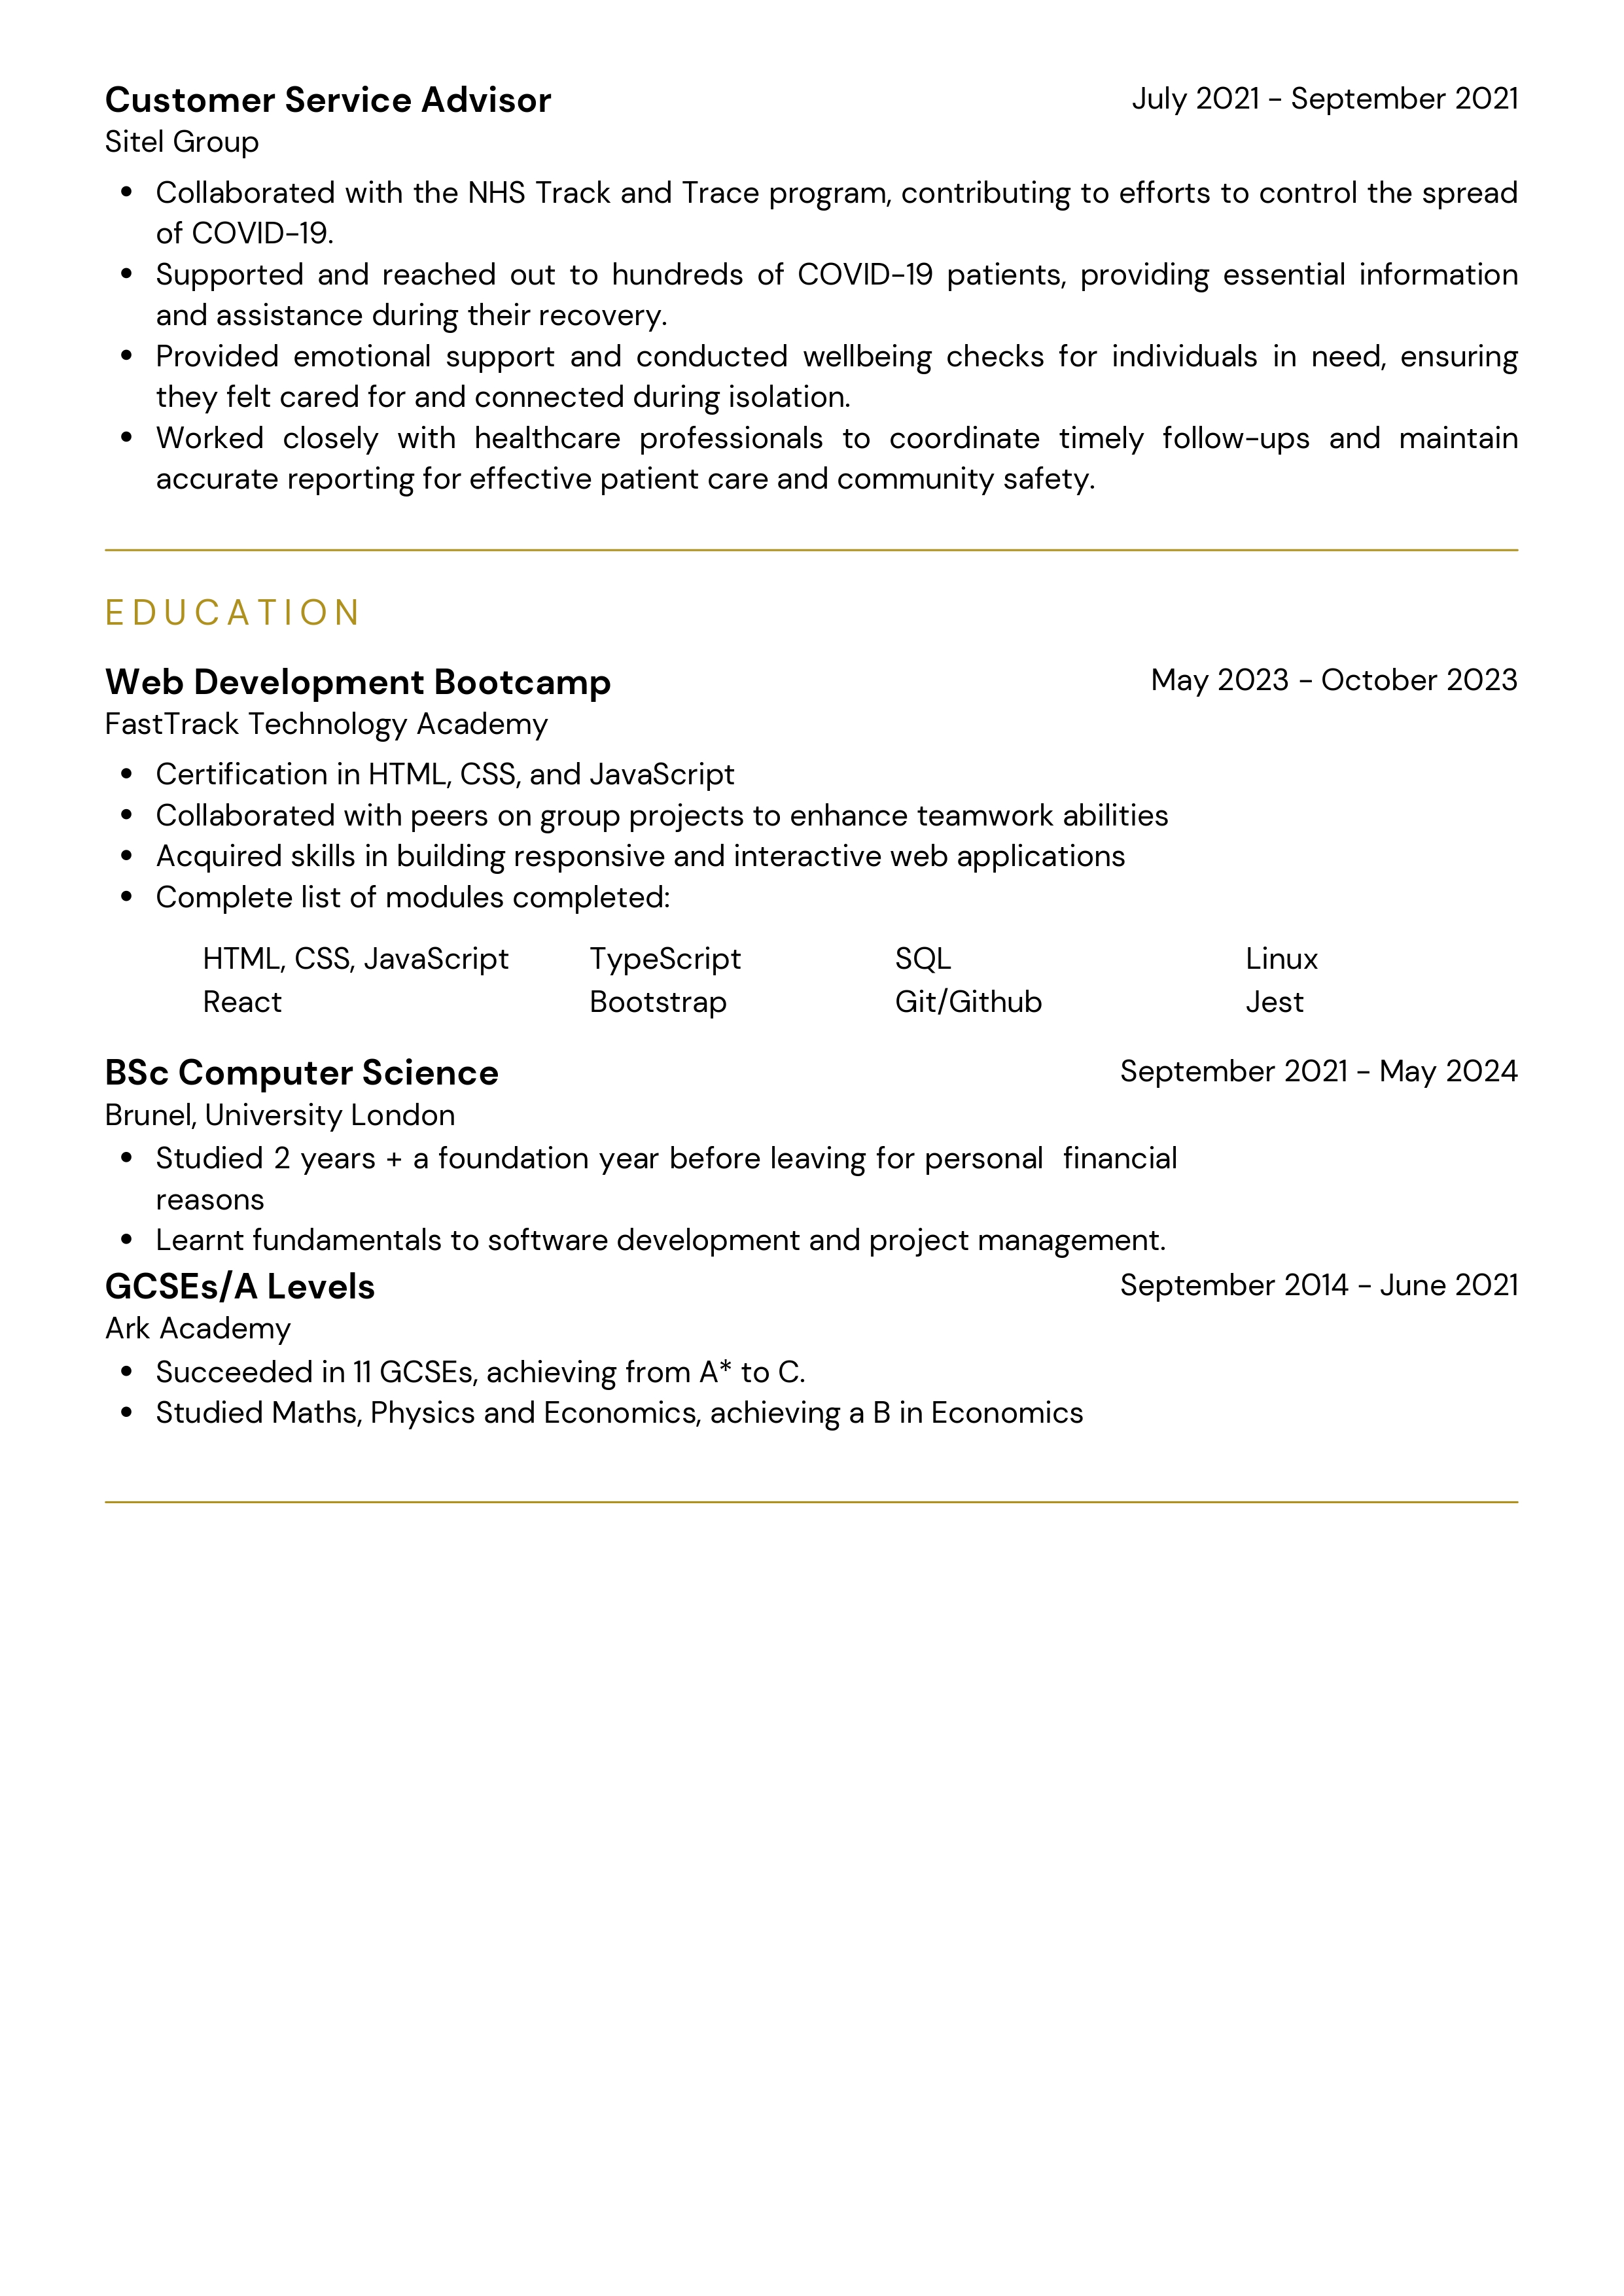 Customer Service Advisor July 2021 - September 2021
Sitel Group
• Collaborated with the NHS Track and Trace program, contributing to efforts to control the spread
of COVID-19.
• Supported and reached out to hundreds of COVID-19 patients, providing essential information
and assistance during their recovery.
• Provided emotional support and conducted wellbeing checks for individuals in need, ensuring
they felt cared for and connected during isolation.
• Worked closely with healthcare professionals to coordinate timely follow-ups and maintain
accurate reporting for effective patient care and community safety.
EDUCATION
Web Development Bootcamp May 2023 - October 2023
FastTrack Technology Academy
• Certification in HTML, CSS, and JavaScript
• Collaborated with peers on group projects to enhance teamwork abilities
• Acquired skills in building responsive and interactive web applications
• Complete list of modules completed:
HTML, CSS, JavaScript TypeScript SQL Linux
React Bootstrap Git/Github Jest
BSc Computer Science September 2021 - May 2024
Brunel, University London
• Studied 2 years + a foundation year before leaving for personal financial
reasons
• Learnt fundamentals to software development and project management.
GCSEs/A Levels September 2014 - June 2021
Ark Academy
• Succeeded in 11 GCSEs, achieving from A* to C.
• Studied Maths, Physics and Economics, achieving a B in Economics